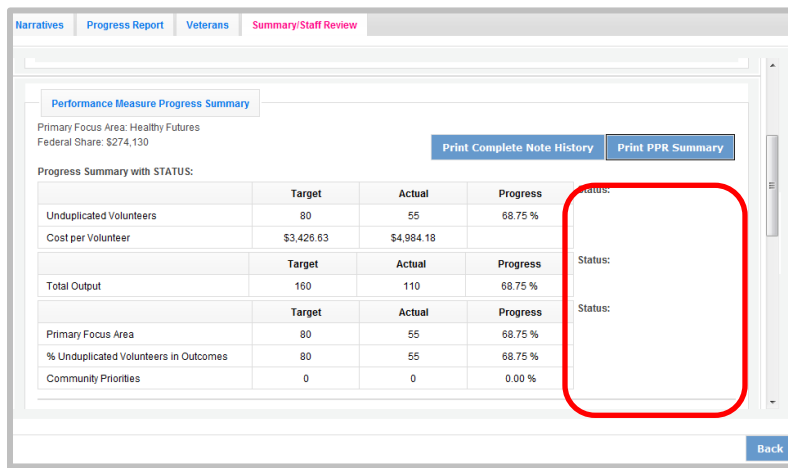 Narratives Progress Report Veterans Summary/Staff Review
Performance Measure Progress Summary
Primary Focus Area: Healthy Futures
Federal Share: $274,130
Print Complete Note History Print PPR Summary
Progress Summary with STATUS:
Target Actual Progress Status:
Unduplicated Volunteers 80 55 68.75 %
Cost per Volunteer $3,426.63 $4,984.18
Target Actual Progress Status:
Total Output 160 110 68.75 %
Target Actual Progress Status:
Primary Focus Area 80 55 68.75 %
% Unduplicated Volunteers in Outcomes 80 55 68.75 %
Community Priorities 0 0 0.00 %
Back